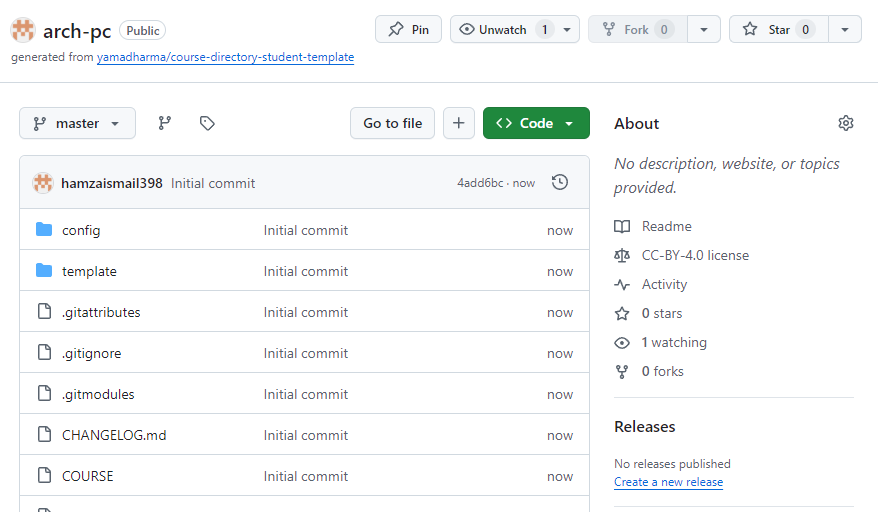 arch-pc Public Pin Unwatch 1 Fork 0 Star 0
generated from yamadharma/course-directory-student-template
master Go to file + Code
hamzaismail398 Initial commit 4add6bc · now
config Initial commit now
template Initial commit now
.gitattributes Initial commit now
.gitignore Initial commit now
.gitmodules Initial commit now
CHANGELOG.md Initial commit now
COURSE Initial commit now
About
No description, website, or topics
provided.
Readme
CC-BY-4.0 license
Activity
0 stars
1 watching
0 forks
Releases
No releases published
Create a new release